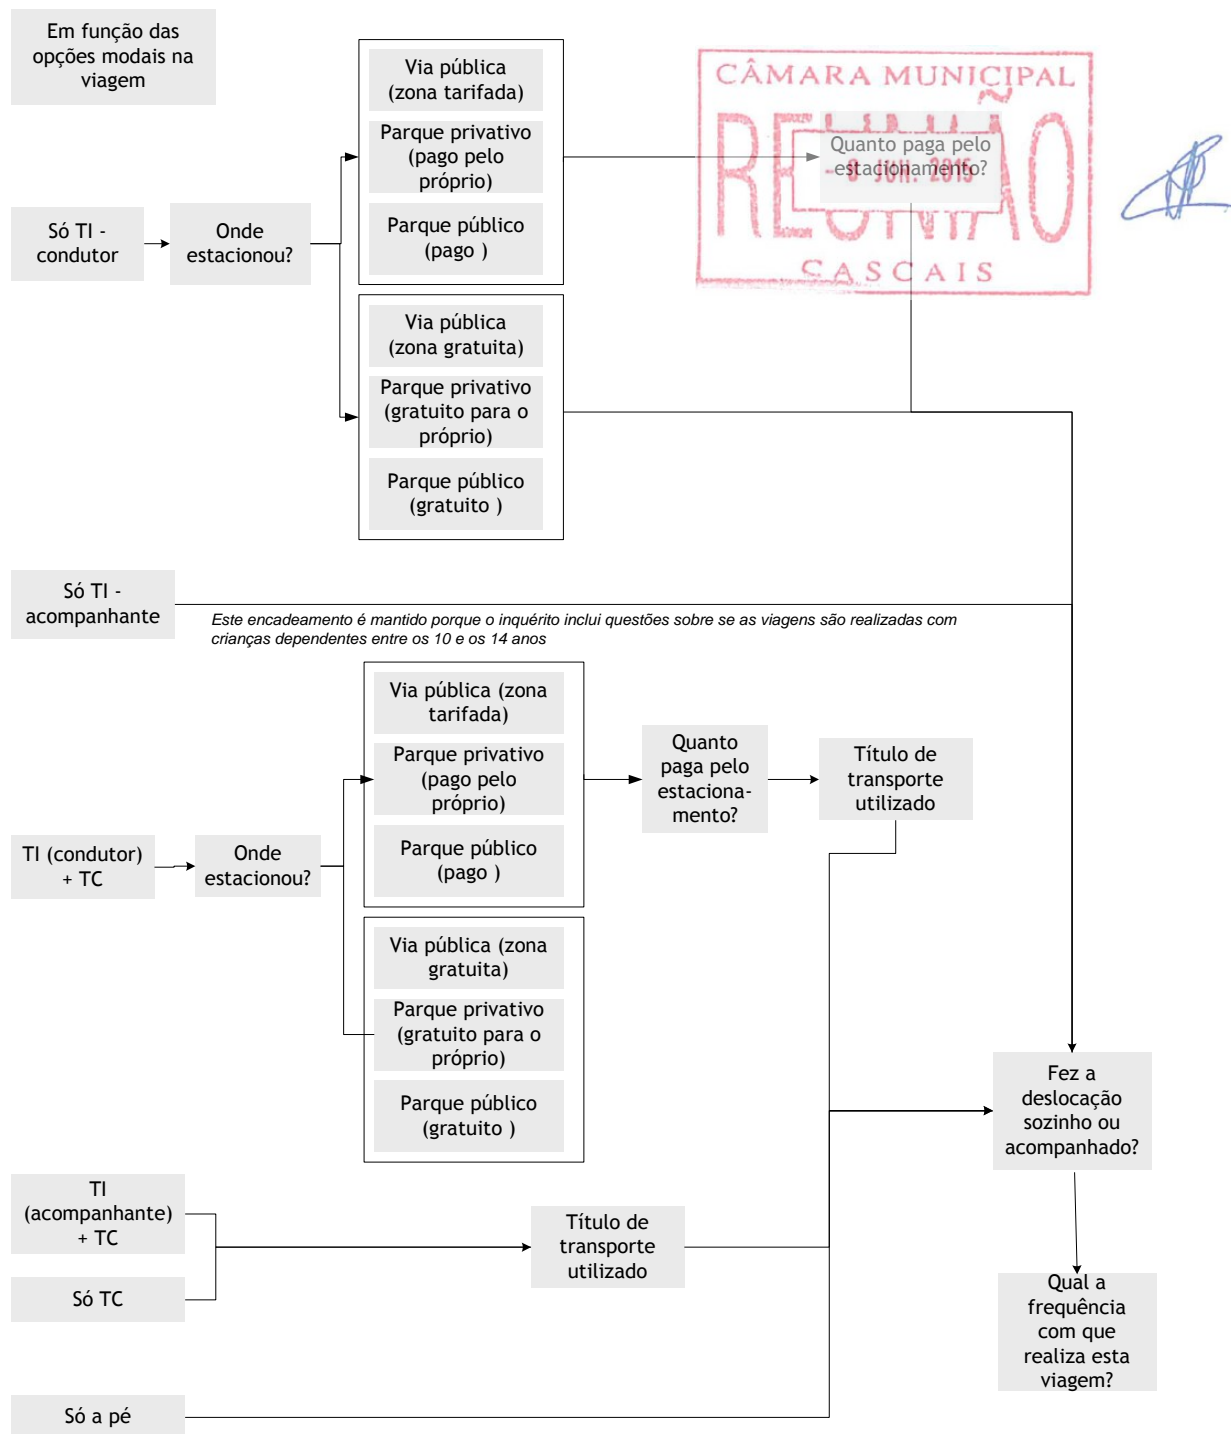 Em função das
opções modais na
viagem
Via pública
(zona tarifada)
Parque privativo
(pago pelo
próprio)
Parque público
(pago )
CÂMARA MUNICIPAL
REUNIÃO
- 8 JUN. 2015
CASCAIS
Quanto paga pelo
estacionamento?
Só TI -
condutor
Onde
estacionou?
Via pública
(zona gratuita)
Parque privativo
(gratuito para o
próprio)
Parque público
(gratuito )
Só TI -
acompanhante
Este encadeamento é mantido porque o inquérito inclui questões sobre se as viagens são realizadas com
crianças dependentes entre os 10 e os 14 anos
Via pública (zona
tarifada)
Parque privativo
(pago pelo
próprio)
Parque público
(pago )
Quanto
paga pelo
estaciona-
mento?
Título de
transporte
utilizado
TI (condutor)
+ TC
Onde
estacionou?
Via pública (zona
gratuita)
Parque privativo
(gratuito para o
próprio)
Parque público
(gratuito )
Fez a
deslocação
sozinho ou
acompanhado?
TI
(acompanhante)
+ TC
Só TC
Título de
transporte
utilizado
Qual a
frequência
com que
realiza esta
viagem?
Só a pé